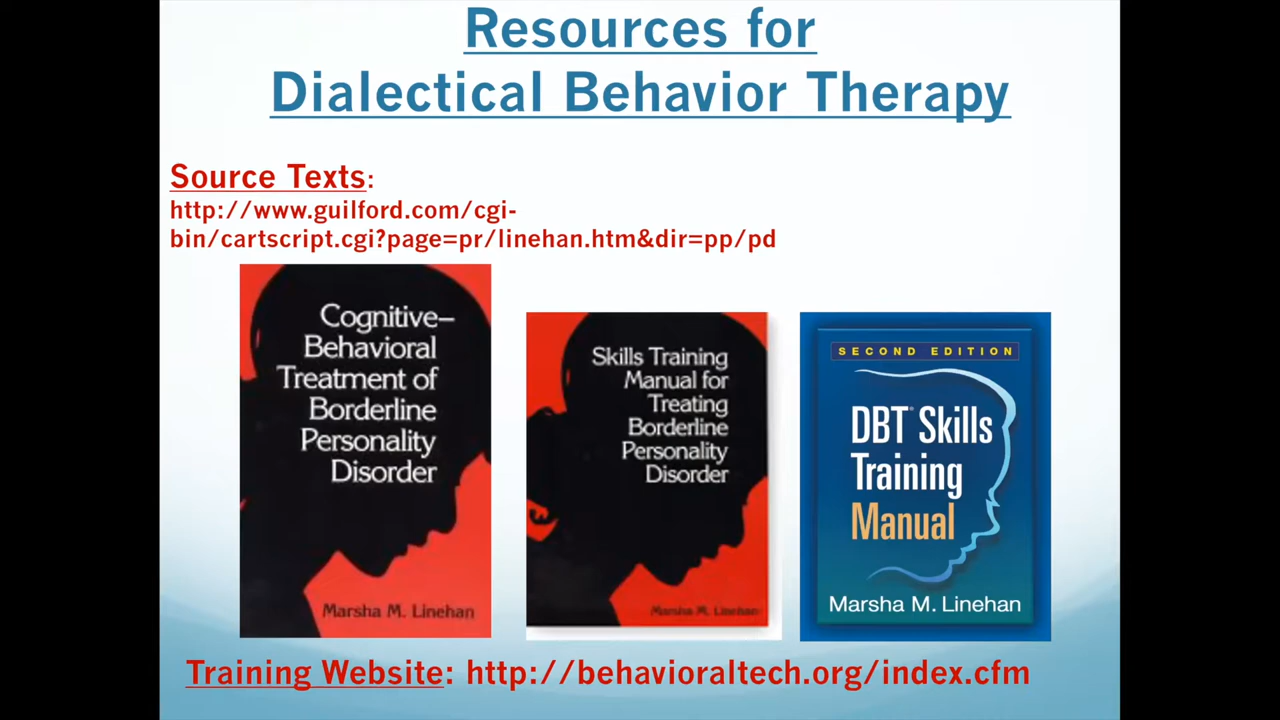 Resources for
Dialectical Behavior Therapy
Source Texts:
http://www.guilford.com/cgi-
bin/cartscript.cgi?page=pr/linehan.htm&dir=pp/pd
Cognitive–
Behavioral
Treatment of
Borderline
Personality
Disorder
Marsha M. Linehan
Skills Training
Manual for
Treating
Borderline
Personality
Disorder
Marsha M. Linehan
SECOND EDITION
DBT® Skills
Training
Manual
Marsha M. Linehan
Training Website: http://behavioraltech.org/index.cfm